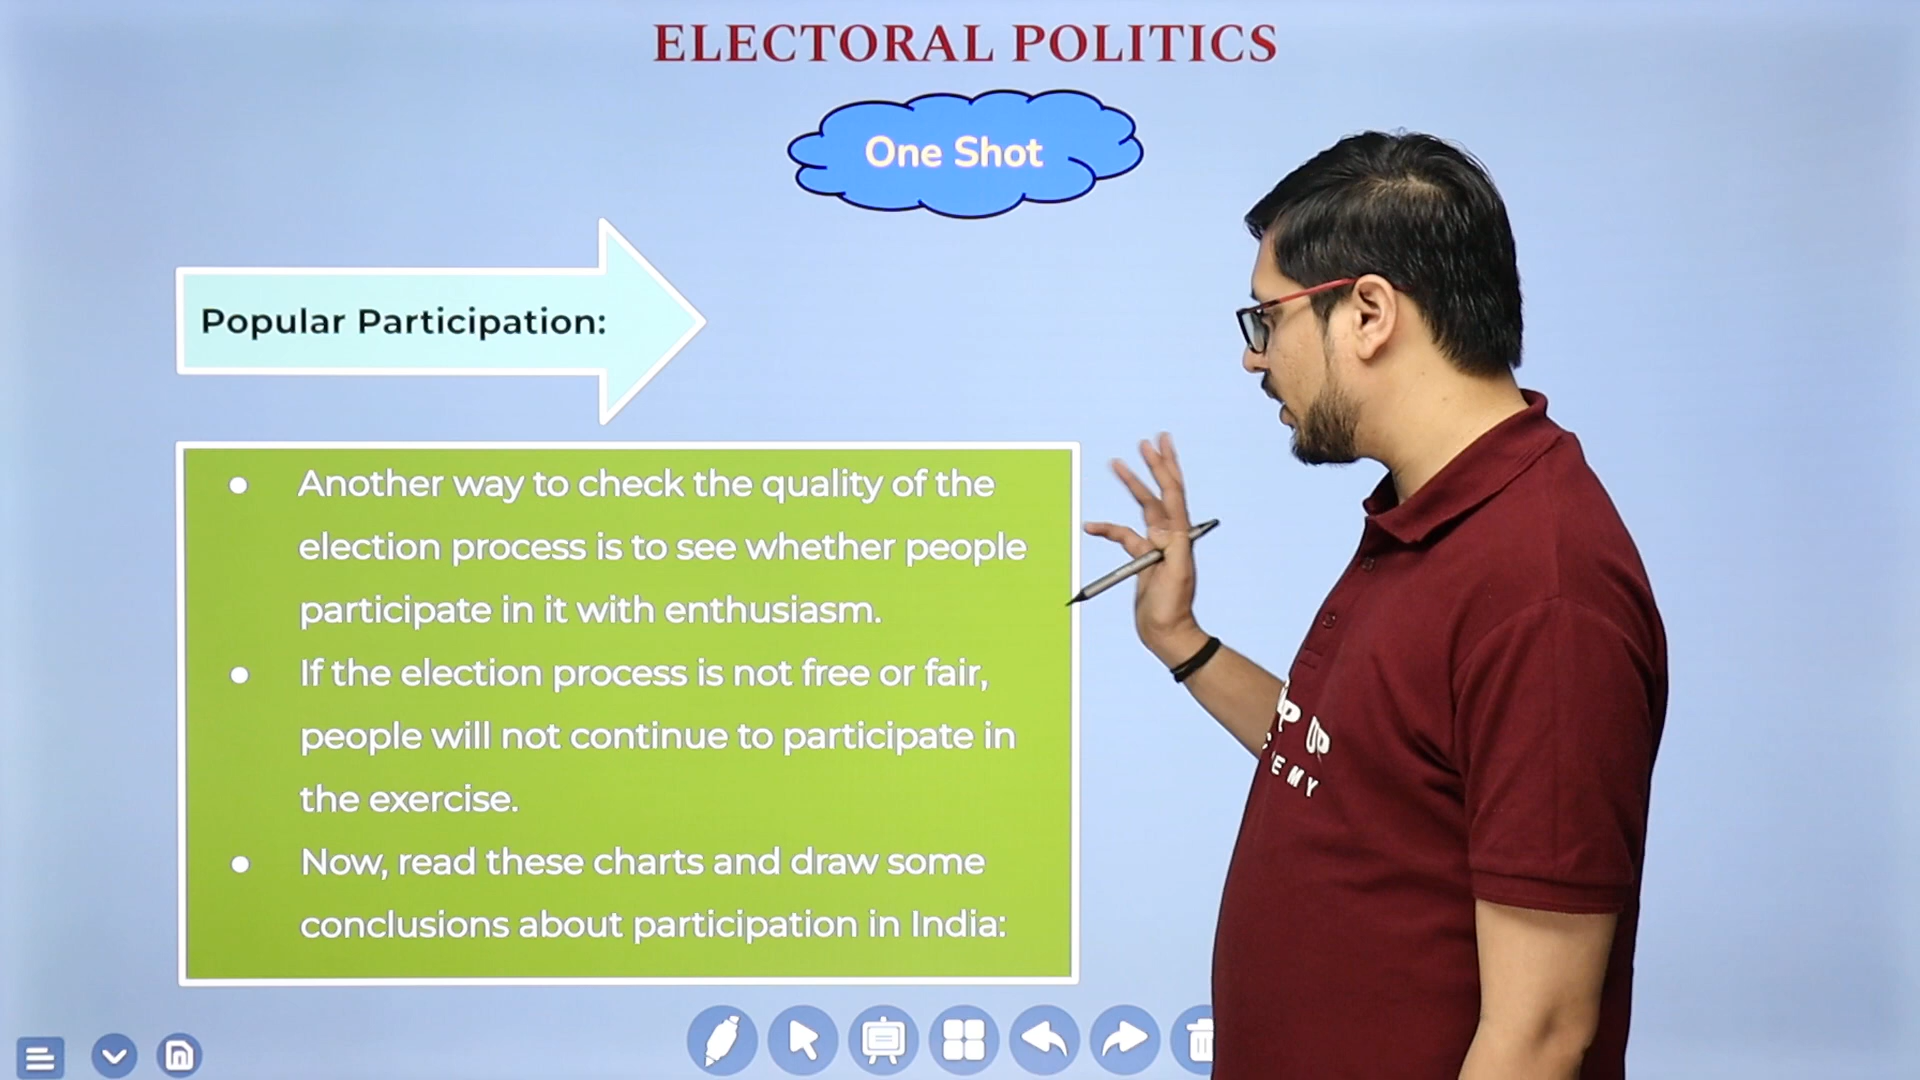 ELECTORAL POLITICS
One Shot
Popular Participation:
● Another way to check the quality of the
election process is to see whether people
participate in it with enthusiasm.
● If the election process is not free or fair,
people will not continue to participate in
the exercise.
● Now, read these charts and draw some
conclusions about participation in India:
UP
EMY